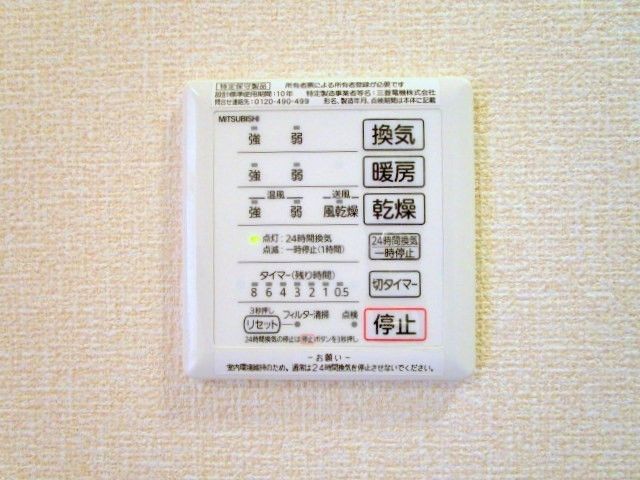 特定保守製品 所有者票による所有者登録が必要です
設計標準使用期間：10年 特定製造事業者等名：三菱電機株式会社
問合せ連絡先：0120-490-499 形名、製造年月、点検期間は本体に記載
MITSUBISHI
強 弱 換気
強 弱 暖房
温風 送風
強 弱 風乾燥 乾燥
点灯：24時間換気
点滅：一時停止(1時間)
24時間換気
一時停止
タイマー(残り時間)
8 6 4 3 2 1 0.5
切タイマー
3秒押し
リセット フィルター清掃 点検
停止
24時間換気の停止は停止ボタンを3秒押し
－お願い－
室内環境維持のため、通常は24時間換気を停止させないでください。